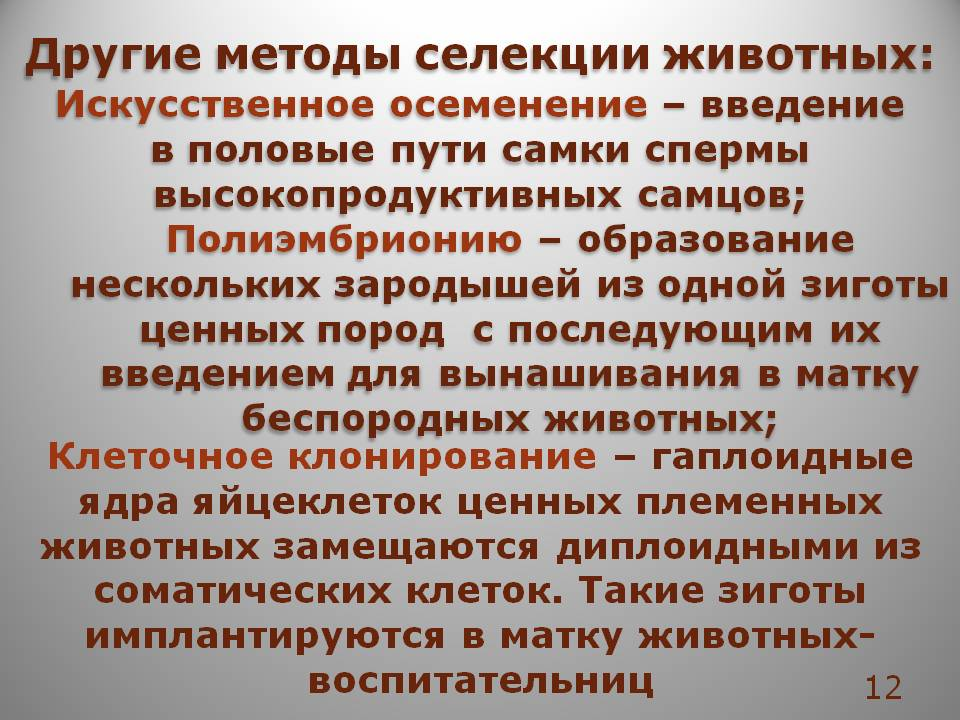 Другие методы селекции животных:
Искусственное осеменение – введение
в половые пути самки спермы
высокопродуктивных самцов;
Полиэмбрионию – образование
нескольких зародышей из одной зиготы
ценных пород с последующим их
введением для вынашивания в матку
беспородных животных;
Клеточное клонирование – гаплоидные
ядра яйцеклеток ценных племенных
животных замещаются диплоидными из
соматических клеток. Такие зиготы
имплантируются в матку животных-
воспитательниц
12